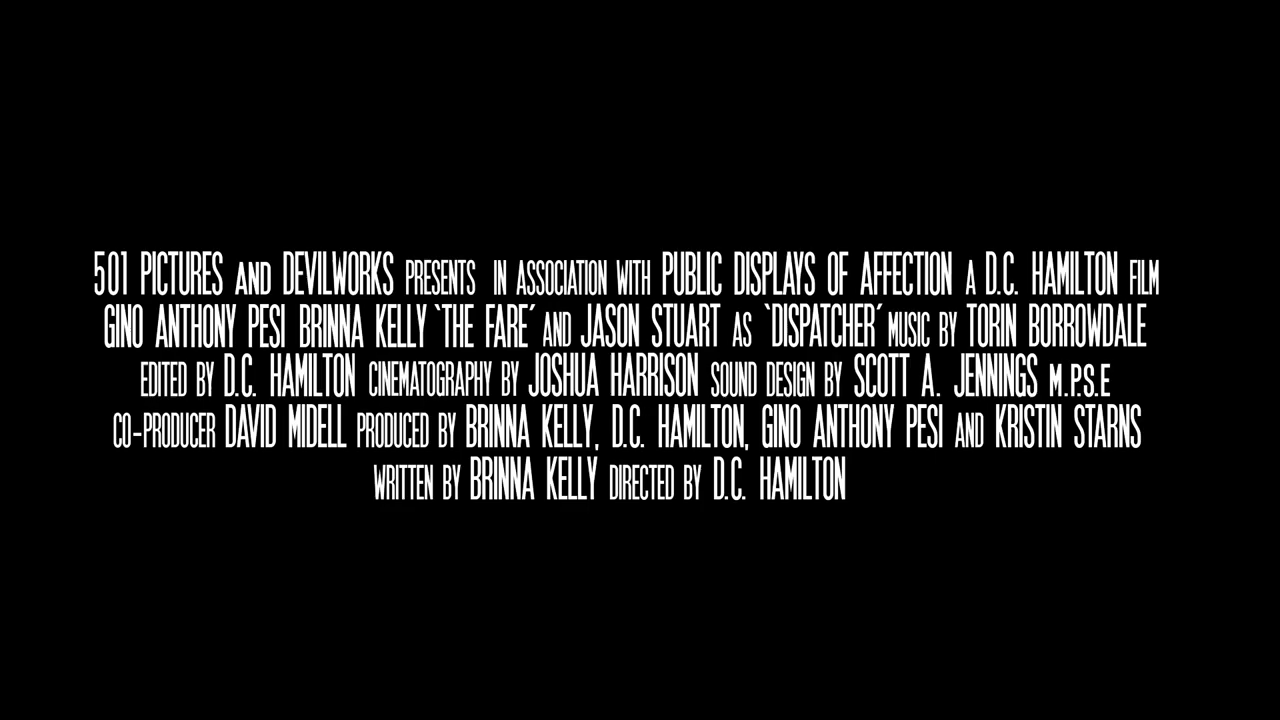 501 PICTURES AND DEVILWORKS PRESENTS IN ASSOCIATION WITH PUBLIC DISPLAYS OF AFFECTION A D.C. HAMILTON FILM
GINO ANTHONY PESI BRINNA KELLY `THE FARE´ AND JASON STUART AS `DISPATCHER´ MUSIC BY TORIN BORROWDALE
EDITED BY D.C. HAMILTON CINEMATOGRAPHY BY JOSHUA HARRISON SOUND DESIGN BY SCOTT A. JENNINGS M.P.S.E
CO-PRODUCER DAVID MIDELL PRODUCED BY BRINNA KELLY, D.C. HAMILTON, GINO ANTHONY PESI AND KRISTIN STARNS
WRITTEN BY BRINNA KELLY DIRECTED BY D.C. HAMILTON